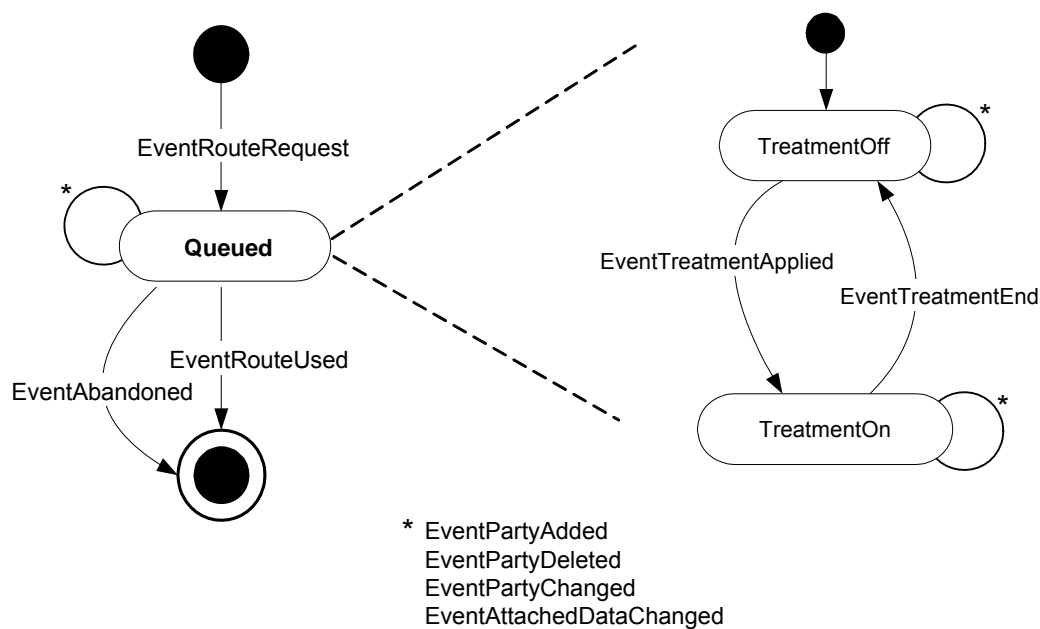 EventRouteRequest
*
Queued
EventRouteUsed
EventAbandoned
TreatmentOff
*
EventTreatmentApplied
EventTreatmentEnd
TreatmentOn
*
* EventPartyAdded
EventPartyDeleted
EventPartyChanged
EventAttachedDataChanged